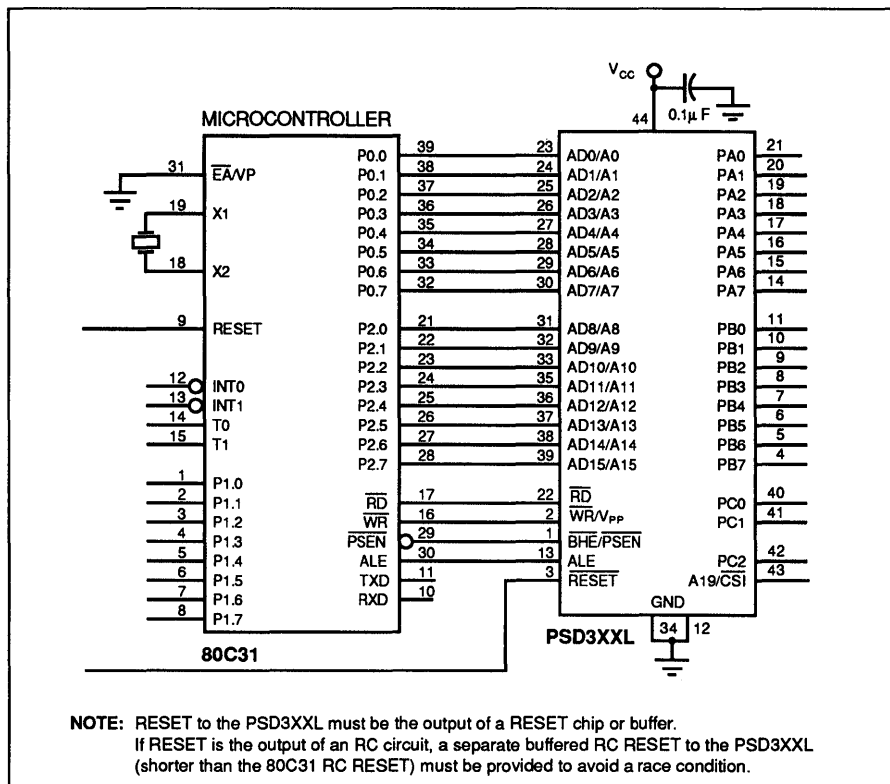 V_CC
0.1µ F
44
MICROCONTROLLER
31 EA/VP
19 X1
18 X2
9 RESET
12 INT0
13 INT1
14 T0
15 T1
1 P1.0
2 P1.1
3 P1.2
4 P1.3
5 P1.4
6 P1.5
7 P1.6
8 P1.7
P0.0 39
P0.1 38
P0.2 37
P0.3 36
P0.4 35
P0.5 34
P0.6 33
P0.7 32
P2.0 21
P2.1 22
P2.2 23
P2.3 24
P2.4 25
P2.5 26
P2.6 27
P2.7 28
RD 17
WR 16
PSEN 29
ALE 30
TXD 11
RXD 10
80C31
23 AD0/A0
24 AD1/A1
25 AD2/A2
26 AD3/A3
27 AD4/A4
28 AD5/A5
29 AD6/A6
30 AD7/A7
31 AD8/A8
32 AD9/A9
33 AD10/A10
35 AD11/A11
36 AD12/A12
37 AD13/A13
38 AD14/A14
39 AD15/A15
22 RD
2 WR/V_PP
1 BHE/PSEN
13 ALE
3 RESET
PA0 21
PA1 20
PA2 19
PA3 18
PA4 17
PA5 16
PA6 15
PA7 14
PB0 11
PB1 10
PB2 9
PB3 8
PB4 7
PB5 6
PB6 5
PB7 4
PC0 40
PC1 41
PC2 42
A19/CSI 43
GND
34 12
PSD3XXL
NOTE: RESET to the PSD3XXL must be the output of a RESET chip or buffer.
If RESET is the output of an RC circuit, a separate buffered RC RESET to the PSD3XXL
(shorter than the 80C31 RC RESET) must be provided to avoid a race condition.